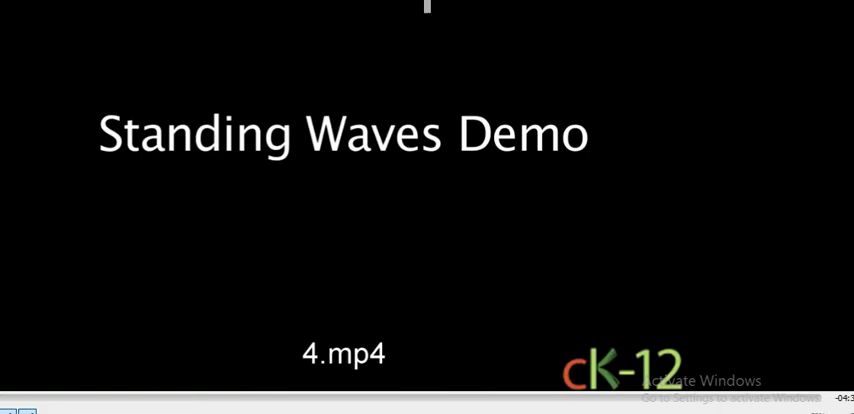 Standing Waves Demo
4.mp4
cK-12
Activate Windows
Go to Settings to activate Windows.